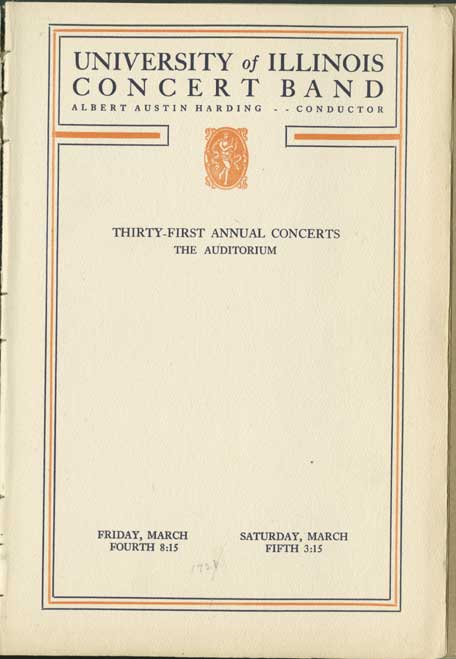 UNIVERSITY of ILLINOIS
CONCERT BAND
ALBERT AUSTIN HARDING - - CONDUCTOR
THIRTY-FIRST ANNUAL CONCERTS
THE AUDITORIUM
FRIDAY, MARCH
FOURTH 8:15
SATURDAY, MARCH
FIFTH 3:15